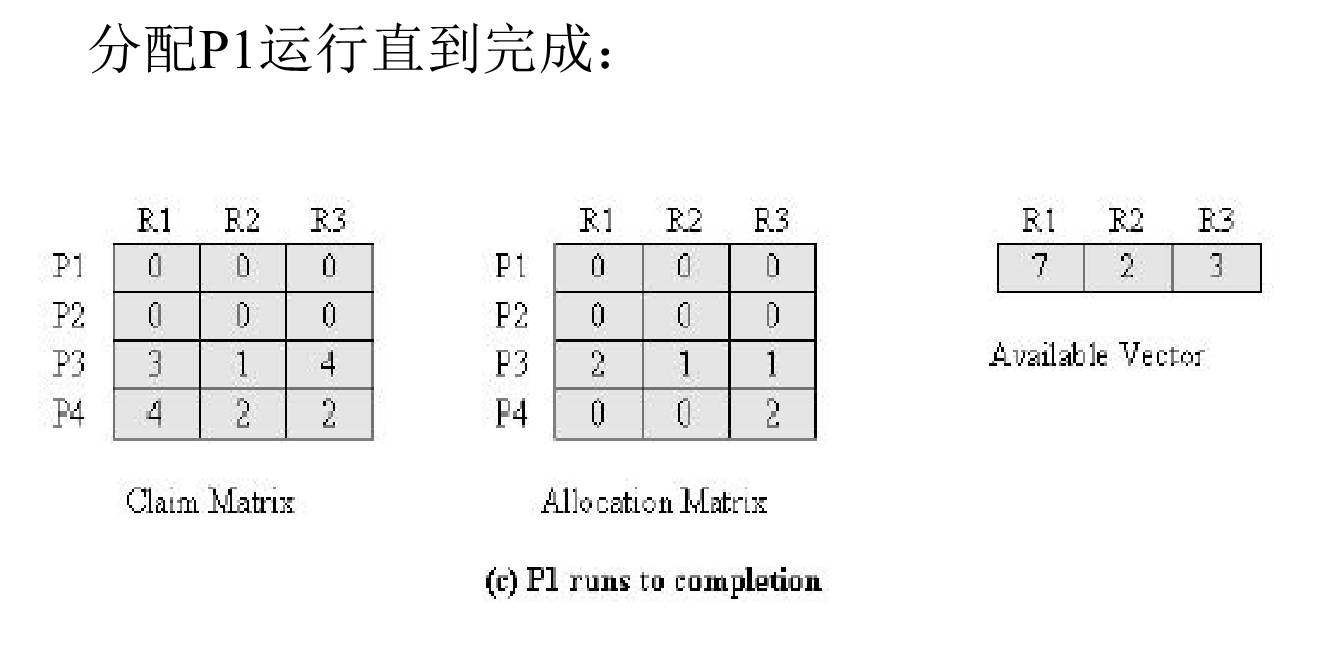 分配P1运行直到完成：
R1 R2 R3 R1 R2 R3 R1 R2 R3
P1 0 0 0 P1 0 0 0 7 2 3
P2 0 0 0 P2 0 0 0
P3 3 1 4 P3 2 1 1 Available Vector
P4 4 2 2 P4 0 0 2
Claim Matrix Allocation Matrix
(c) P1 runs to completion